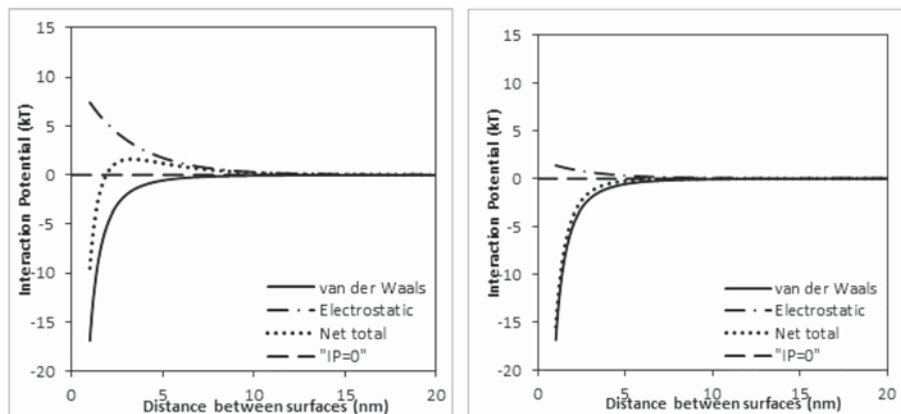 Interaction Potential (kT)
15
10
5
0
-5
-10
-15
-20
van der Waals
Electrostatic
Net total
"IP=0"
0
5
10
15
20
Distance between surfaces (nm)
Interaction Potential (kT)
15
10
5
0
-5
-10
-15
-20
van der Waals
Electrostatic
Net total
"IP=0"
0
5
10
15
20
Distance between surfaces (nm)